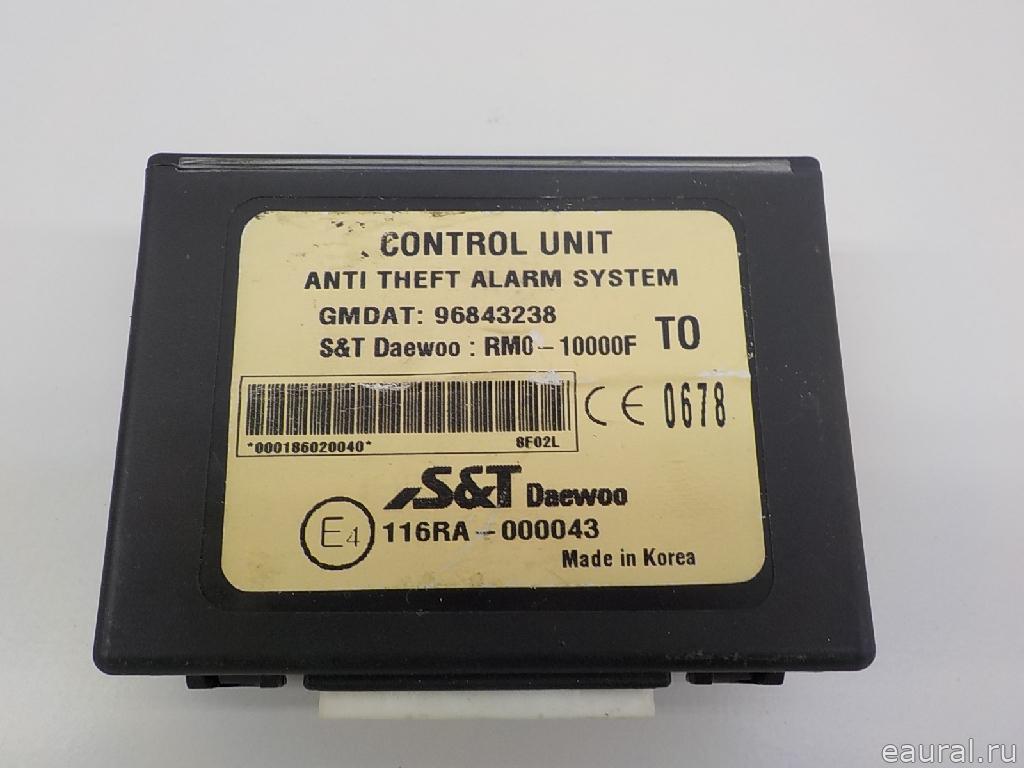 CONTROL UNIT
ANTI THEFT ALARM SYSTEM
GMDAT: 96843238
S&T Daewoo : RM0-10000F TO
*000186020040* 8F02L
CE 0678
S&T Daewoo
E4 116RA-000043
Made in Korea
eaural.ru